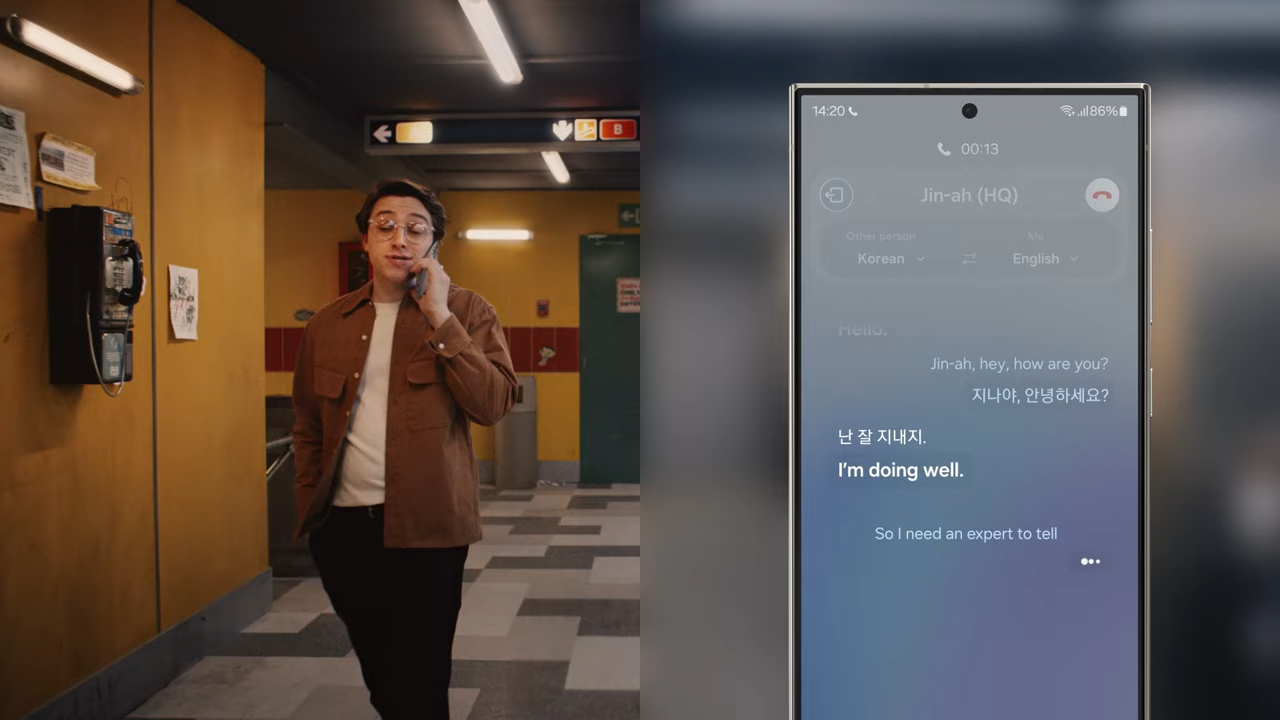 B
14:20
86%
00:13
Jin-ah (HQ)
Other person
Me
Korean
English
Hello.
Jin-ah, hey, how are you?
지나야, 안녕하세요?
난 잘 지내지.
I'm doing well.
So I need an expert to tell